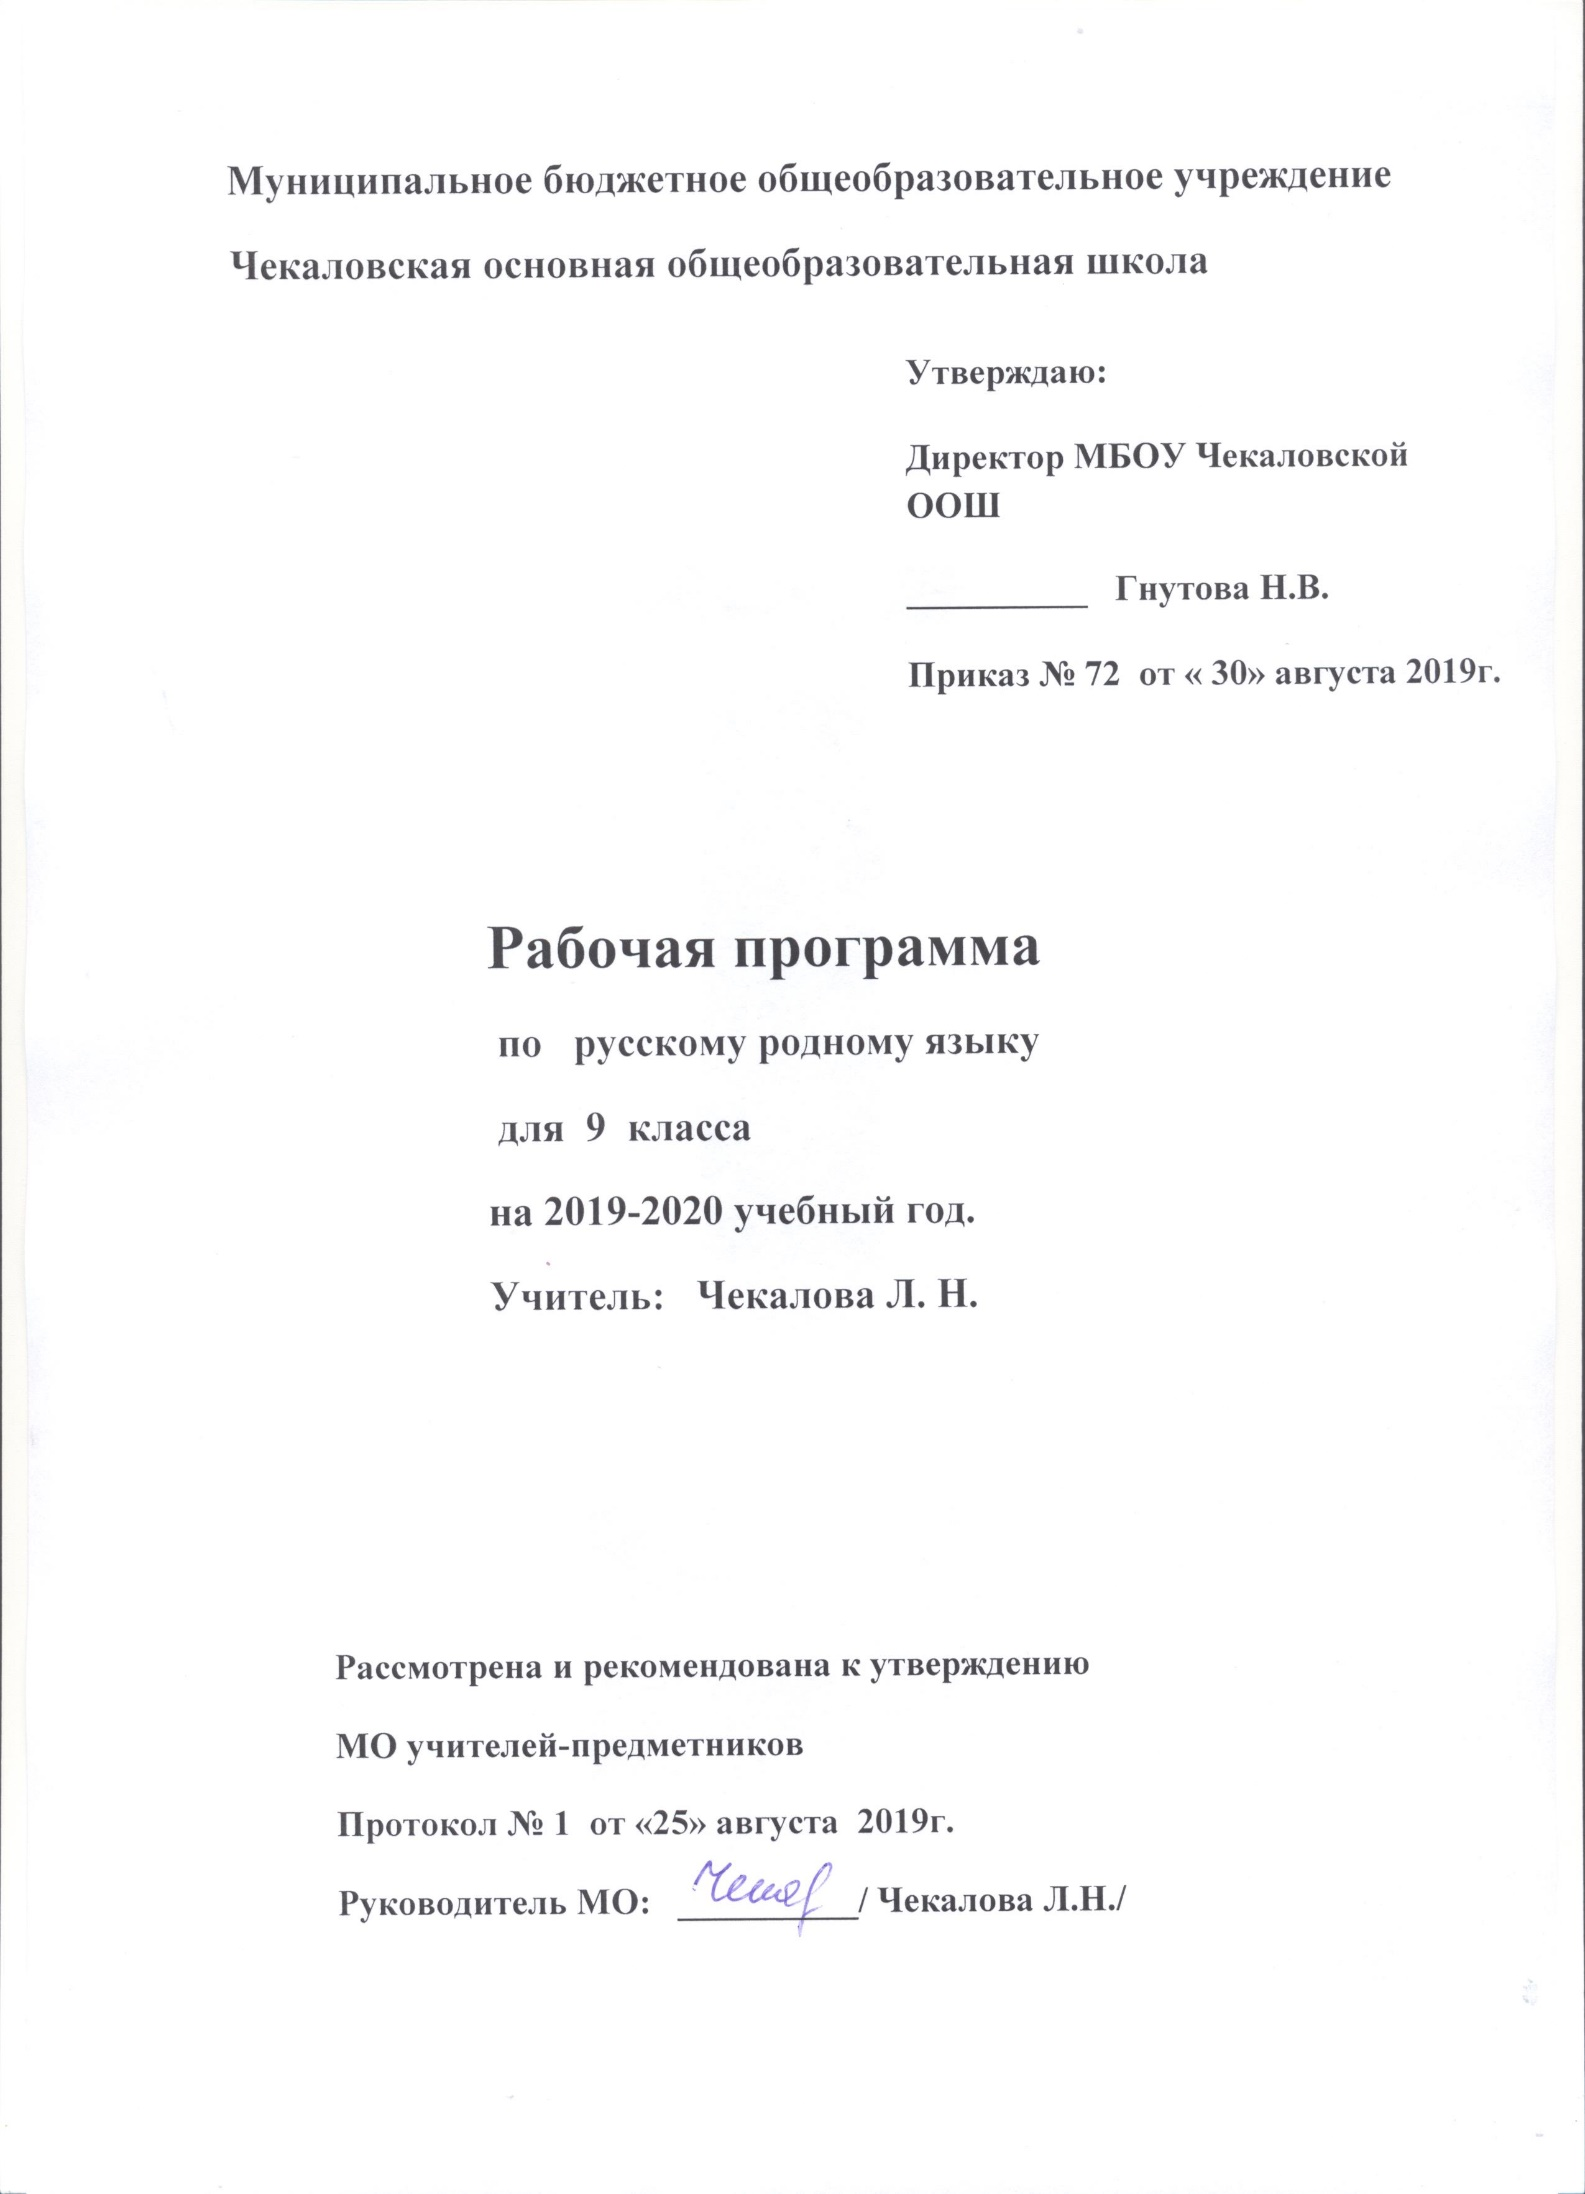 Муниципальное бюджетное общеобразовательное учреждение
Чекаловская основная общеобразовательная школа
Утверждаю:
Директор МБОУ Чекаловской
ООШ
__________ Гнутова Н.В.
Приказ № 72 от « 30» августа 2019г.
Рабочая программа
по русскому родному языку
для 9 класса
на 2019-2020 учебный год.
Учитель: Чекалова Л. Н.
Рассмотрена и рекомендована к утверждению
МО учителей-предметников
Протокол № 1 от «25» августа 2019г.
Руководитель МО: __________/ Чекалова Л.Н./